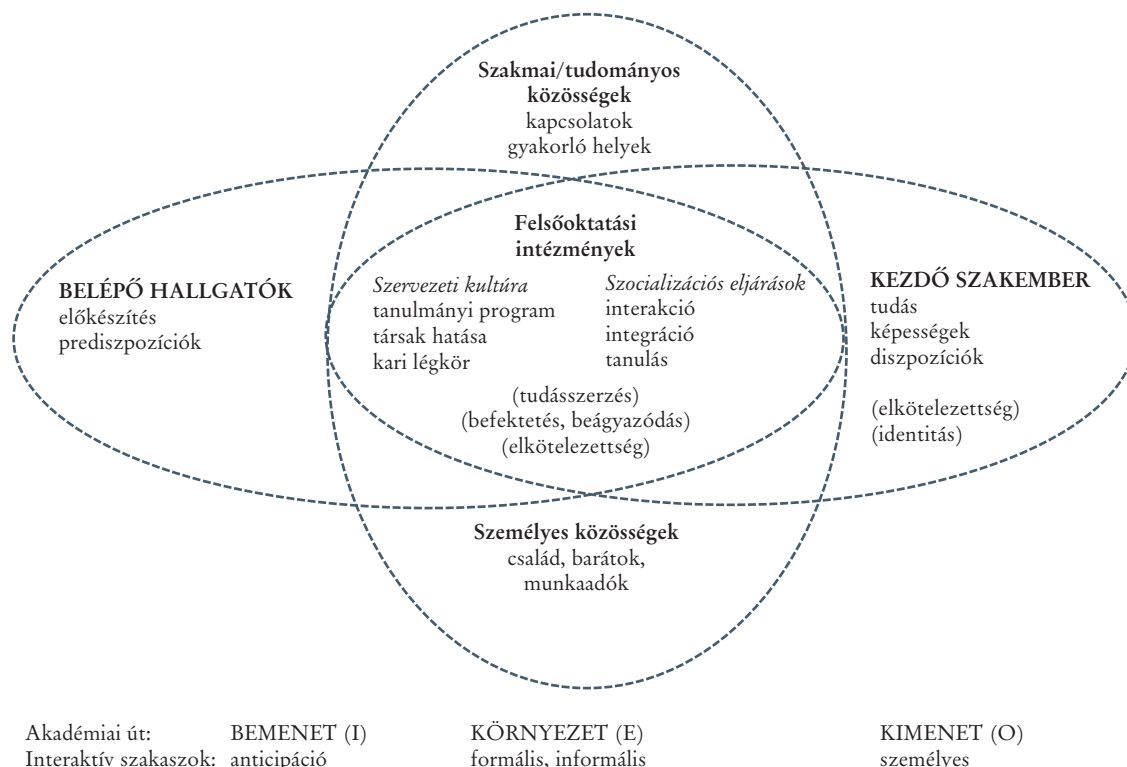 Szakmai/tudományos
közösségek
kapcsolatok
gyakorló helyek
BELÉPŐ HALLGATÓK
előkészítés
prediszpozíciók
Felsőoktatási
intézmények
Szervezeti kultúra
tanulmányi program
társak hatása
kari légkör
Szocializációs eljárások
interakció
integráció
tanulás
(tudásszerzés)
(befektetés, beágyazódás)
(elkötelezettség)
KEZDŐ SZAKEMBER
tudás
képességek
diszpozíciók
(elkötelezettség)
(identitás)
Személyes közösségek
család, barátok,
munkaadók
Akadémiai út: BEMENET (I) KÖRNYEZET (E) KIMENET (O)
Interaktív szakaszok: anticipáció formális, informális személyes